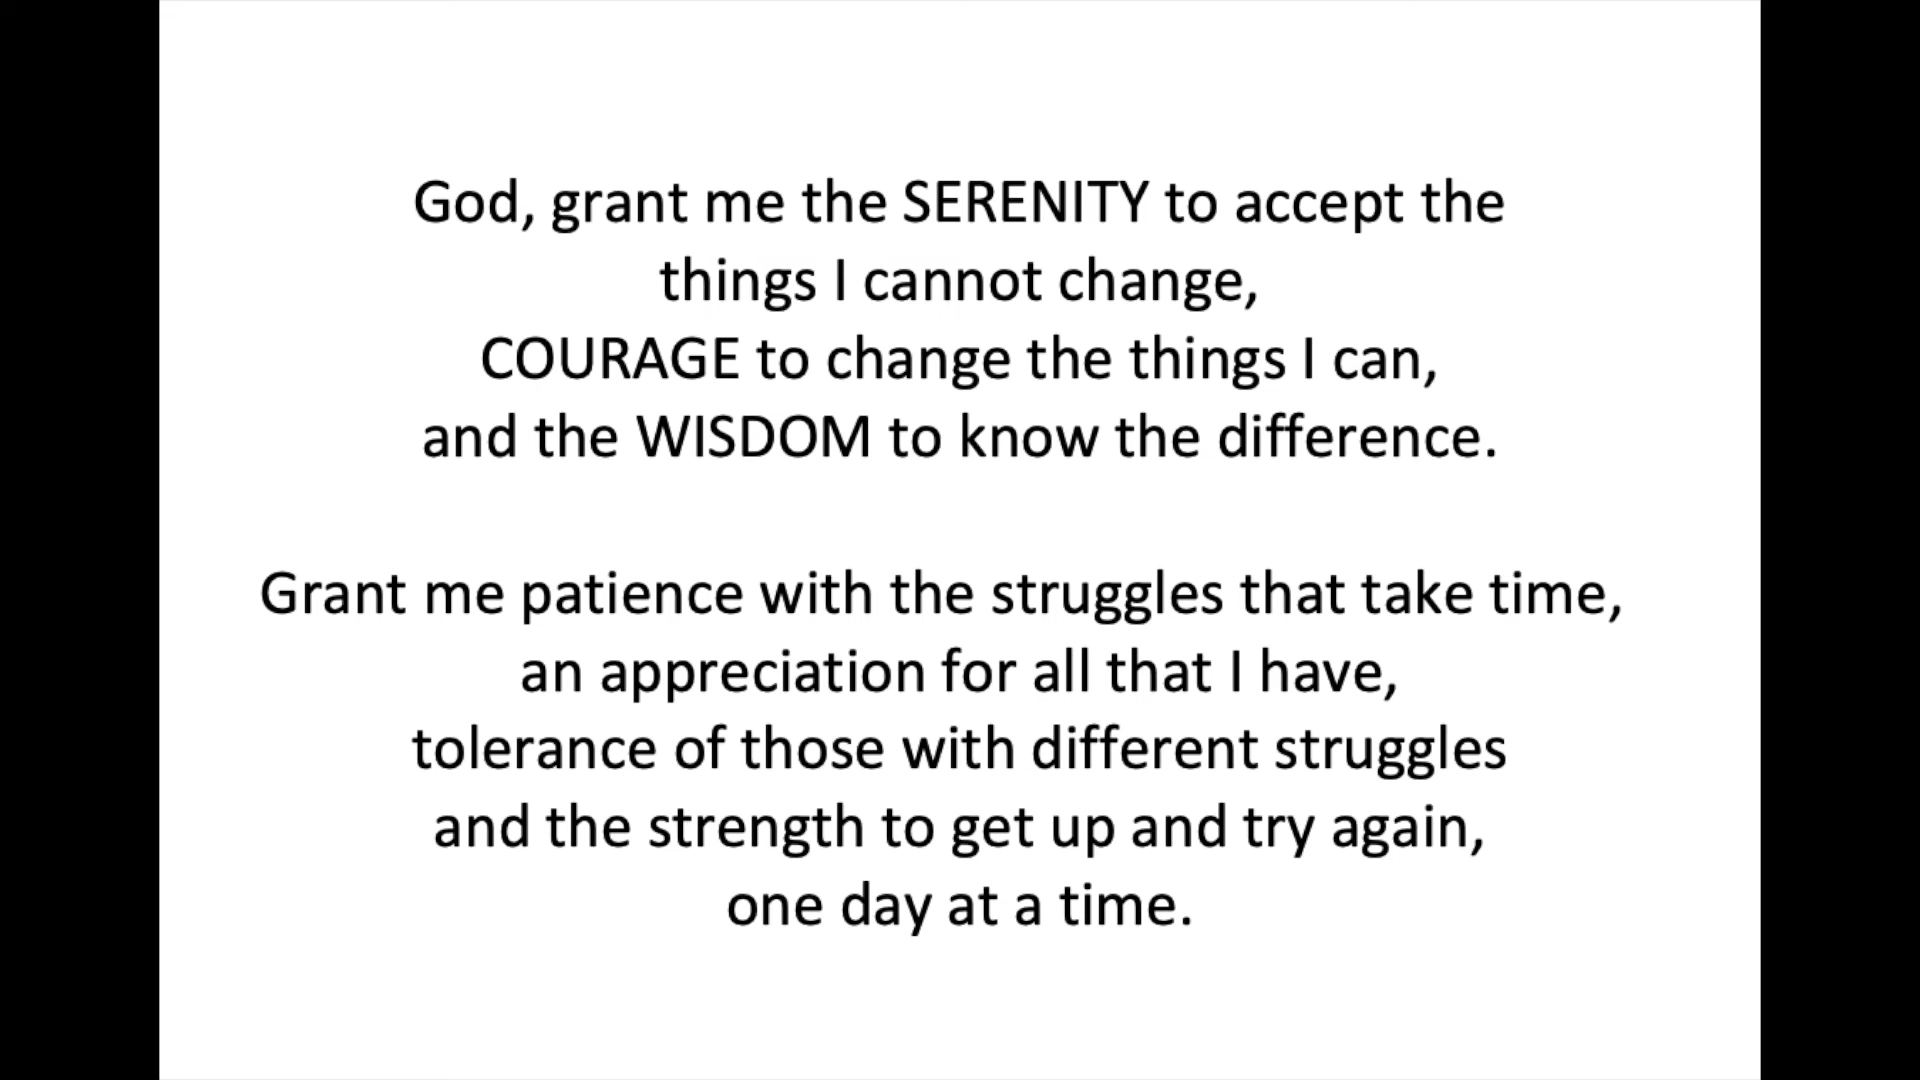 God, grant me the SERENITY to accept the
things I cannot change,
COURAGE to change the things I can,
and the WISDOM to know the difference.
Grant me patience with the struggles that take time,
an appreciation for all that I have,
tolerance of those with different struggles
and the strength to get up and try again,
one day at a time.